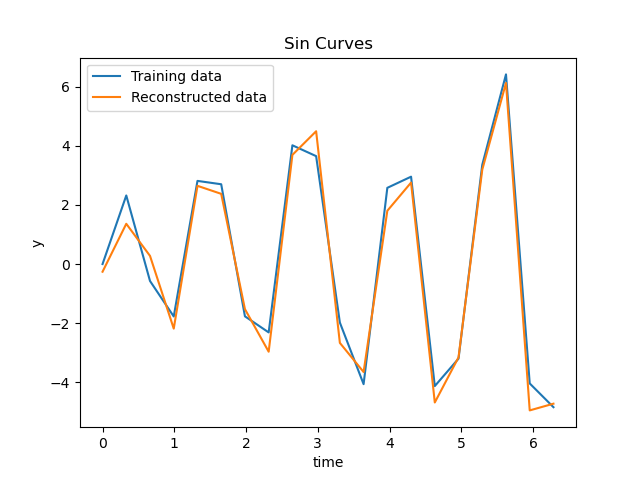 Sin Curves
Training data
Reconstructed data
6
4
2
0
−2
−4
y
0 1 2 3 4 5 6
time